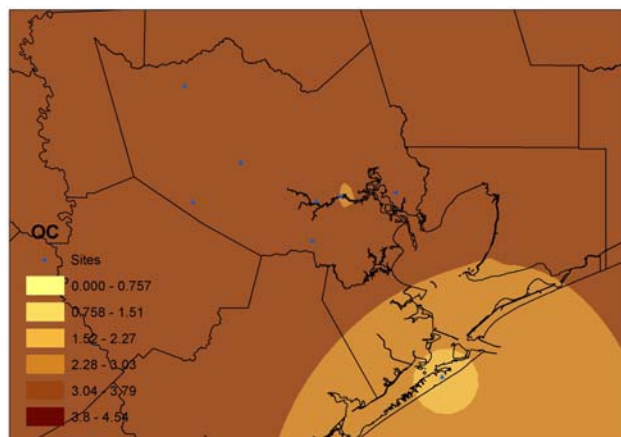 OC
Sites
0.000 - 0.757
0.758 - 1.51
1.52 - 2.27
2.28 - 3.03
3.04 - 3.79
3.8 - 4.54